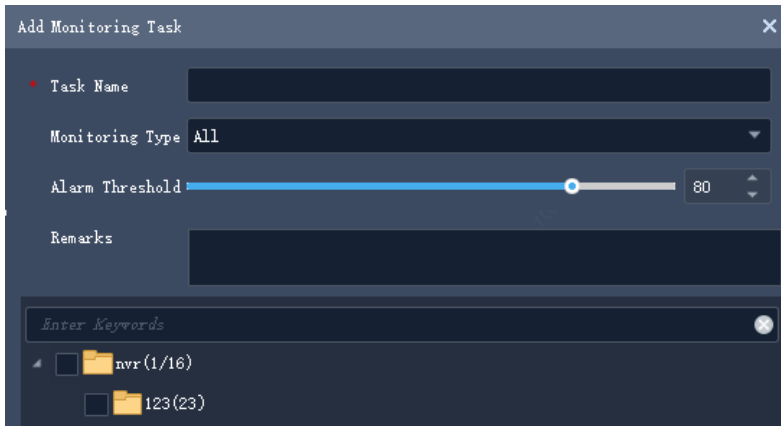 Add Monitoring Task
* Task Name
Monitoring Type All
Alarm Threshold 80
Remarks
Enter Keywords
nvr(1/16)
123(23)